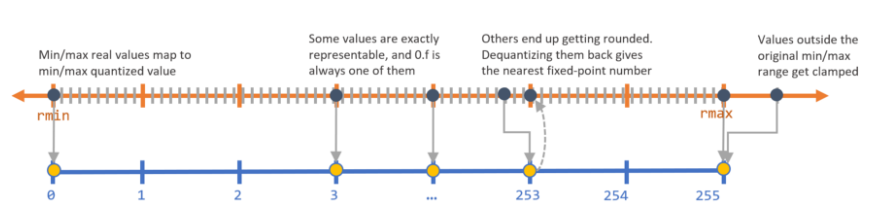 Min/max real values map to
min/max quantized value
Some values are exactly
representable, and 0.f is
always one of them
Others end up getting rounded.
Dequantizing them back gives
the nearest fixed-point number
Values outside the
original min/max
range get clamped
rmin
rmax
0
1
2
3
...
253
254
255